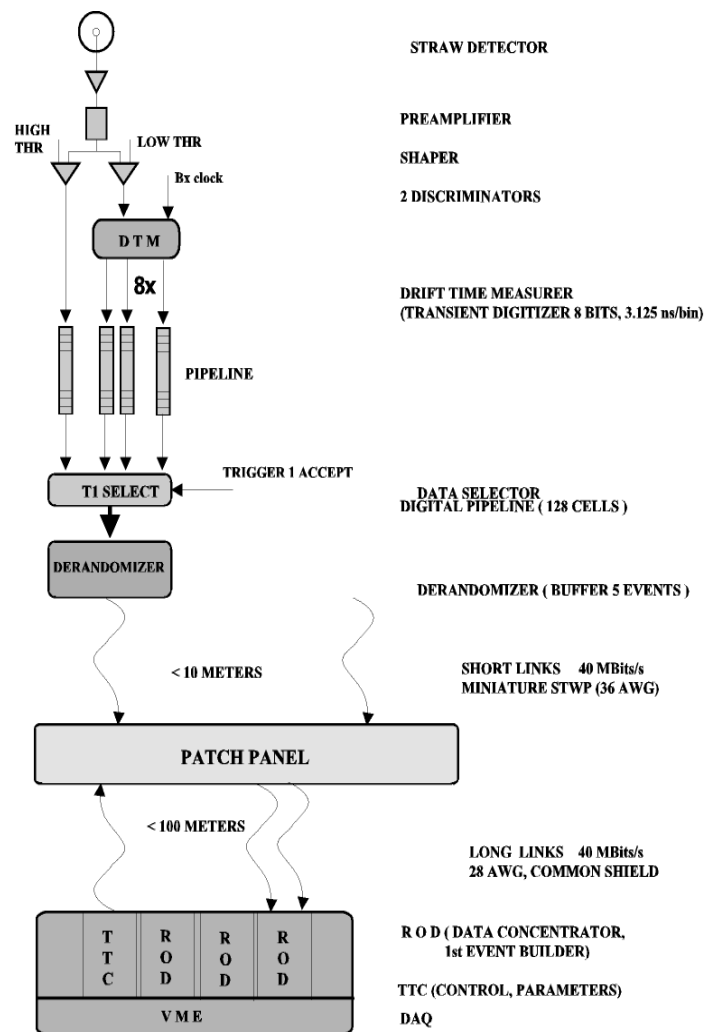 STRAW DETECTOR
PREAMPLIFIER
HIGH
THR
LOW THR
SHAPER
Bx clock
2 DISCRIMINATORS
D T M
8x
DRIFT TIME MEASURER
(TRANSIENT DIGITIZER 8 BITS, 3.125 ns/bin)
PIPELINE
TRIGGER 1 ACCEPT
T1 SELECT
DATA SELECTOR
DIGITAL PIPELINE ( 128 CELLS )
DERANDOMIZER
DERANDOMIZER ( BUFFER 5 EVENTS )
< 10 METERS
SHORT LINKS 40 MBits/s
MINIATURE STWP (36 AWG)
PATCH PANEL
< 100 METERS
LONG LINKS 40 MBits/s
28 AWG, COMMON SHIELD
T T C
R O D
R O D
R O D
R O D ( DATA CONCENTRATOR,
1st EVENT BUILDER)
TTC (CONTROL, PARAMETERS)
V M E
DAQ